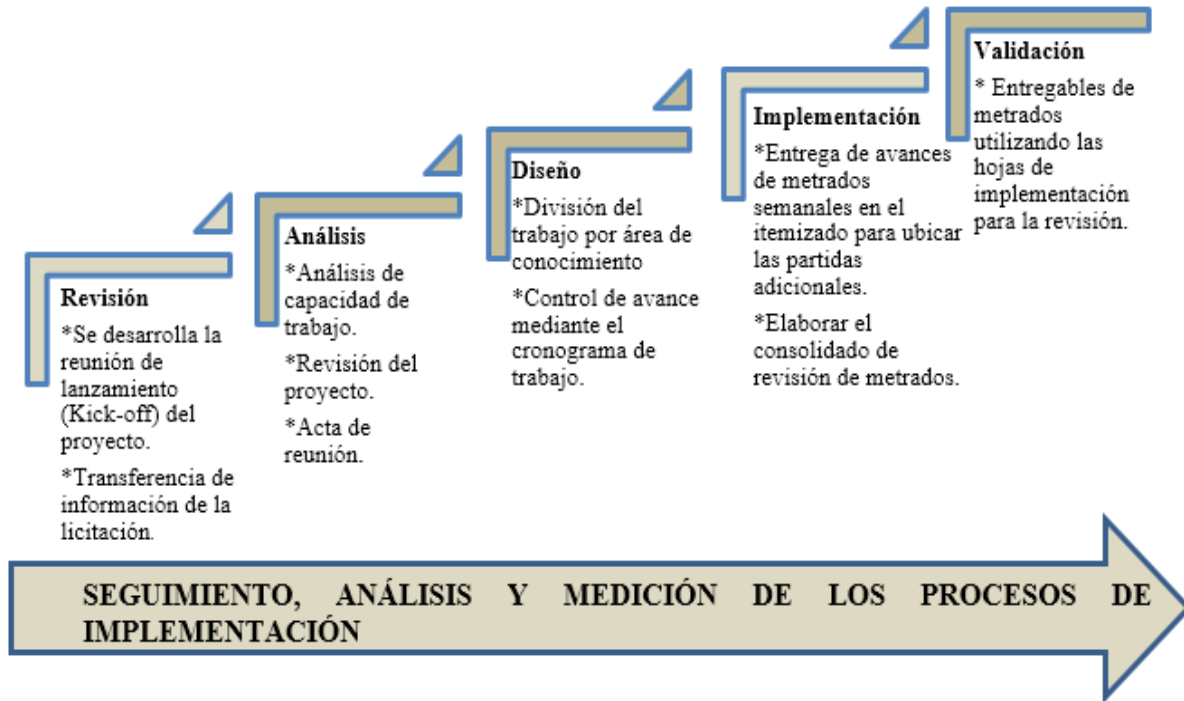 Revisión
*Se desarrolla la
reunión de
lanzamiento
(Kick-off) del
proyecto.
*Transferencia de
información de la
licitación.
Análisis
*Análisis de
capacidad de
trabajo.
*Revisión del
proyecto.
*Acta de
reunión.
Diseño
*División del
trabajo por área de
conocimiento
*Control de avance
mediante el
cronograma de
trabajo.
Implementación
*Entrega de avances
de metrados
semanales en el
itemizado para ubicar
las partidas
adicionales.
*Elaborar el
consolidado de
revisión de metrados.
Validación
* Entregables de
metrados
utilizando las
hojas de
implementación
para la revisión.
SEGUIMIENTO, ANÁLISIS Y MEDICIÓN DE LOS PROCESOS DE
IMPLEMENTACIÓN